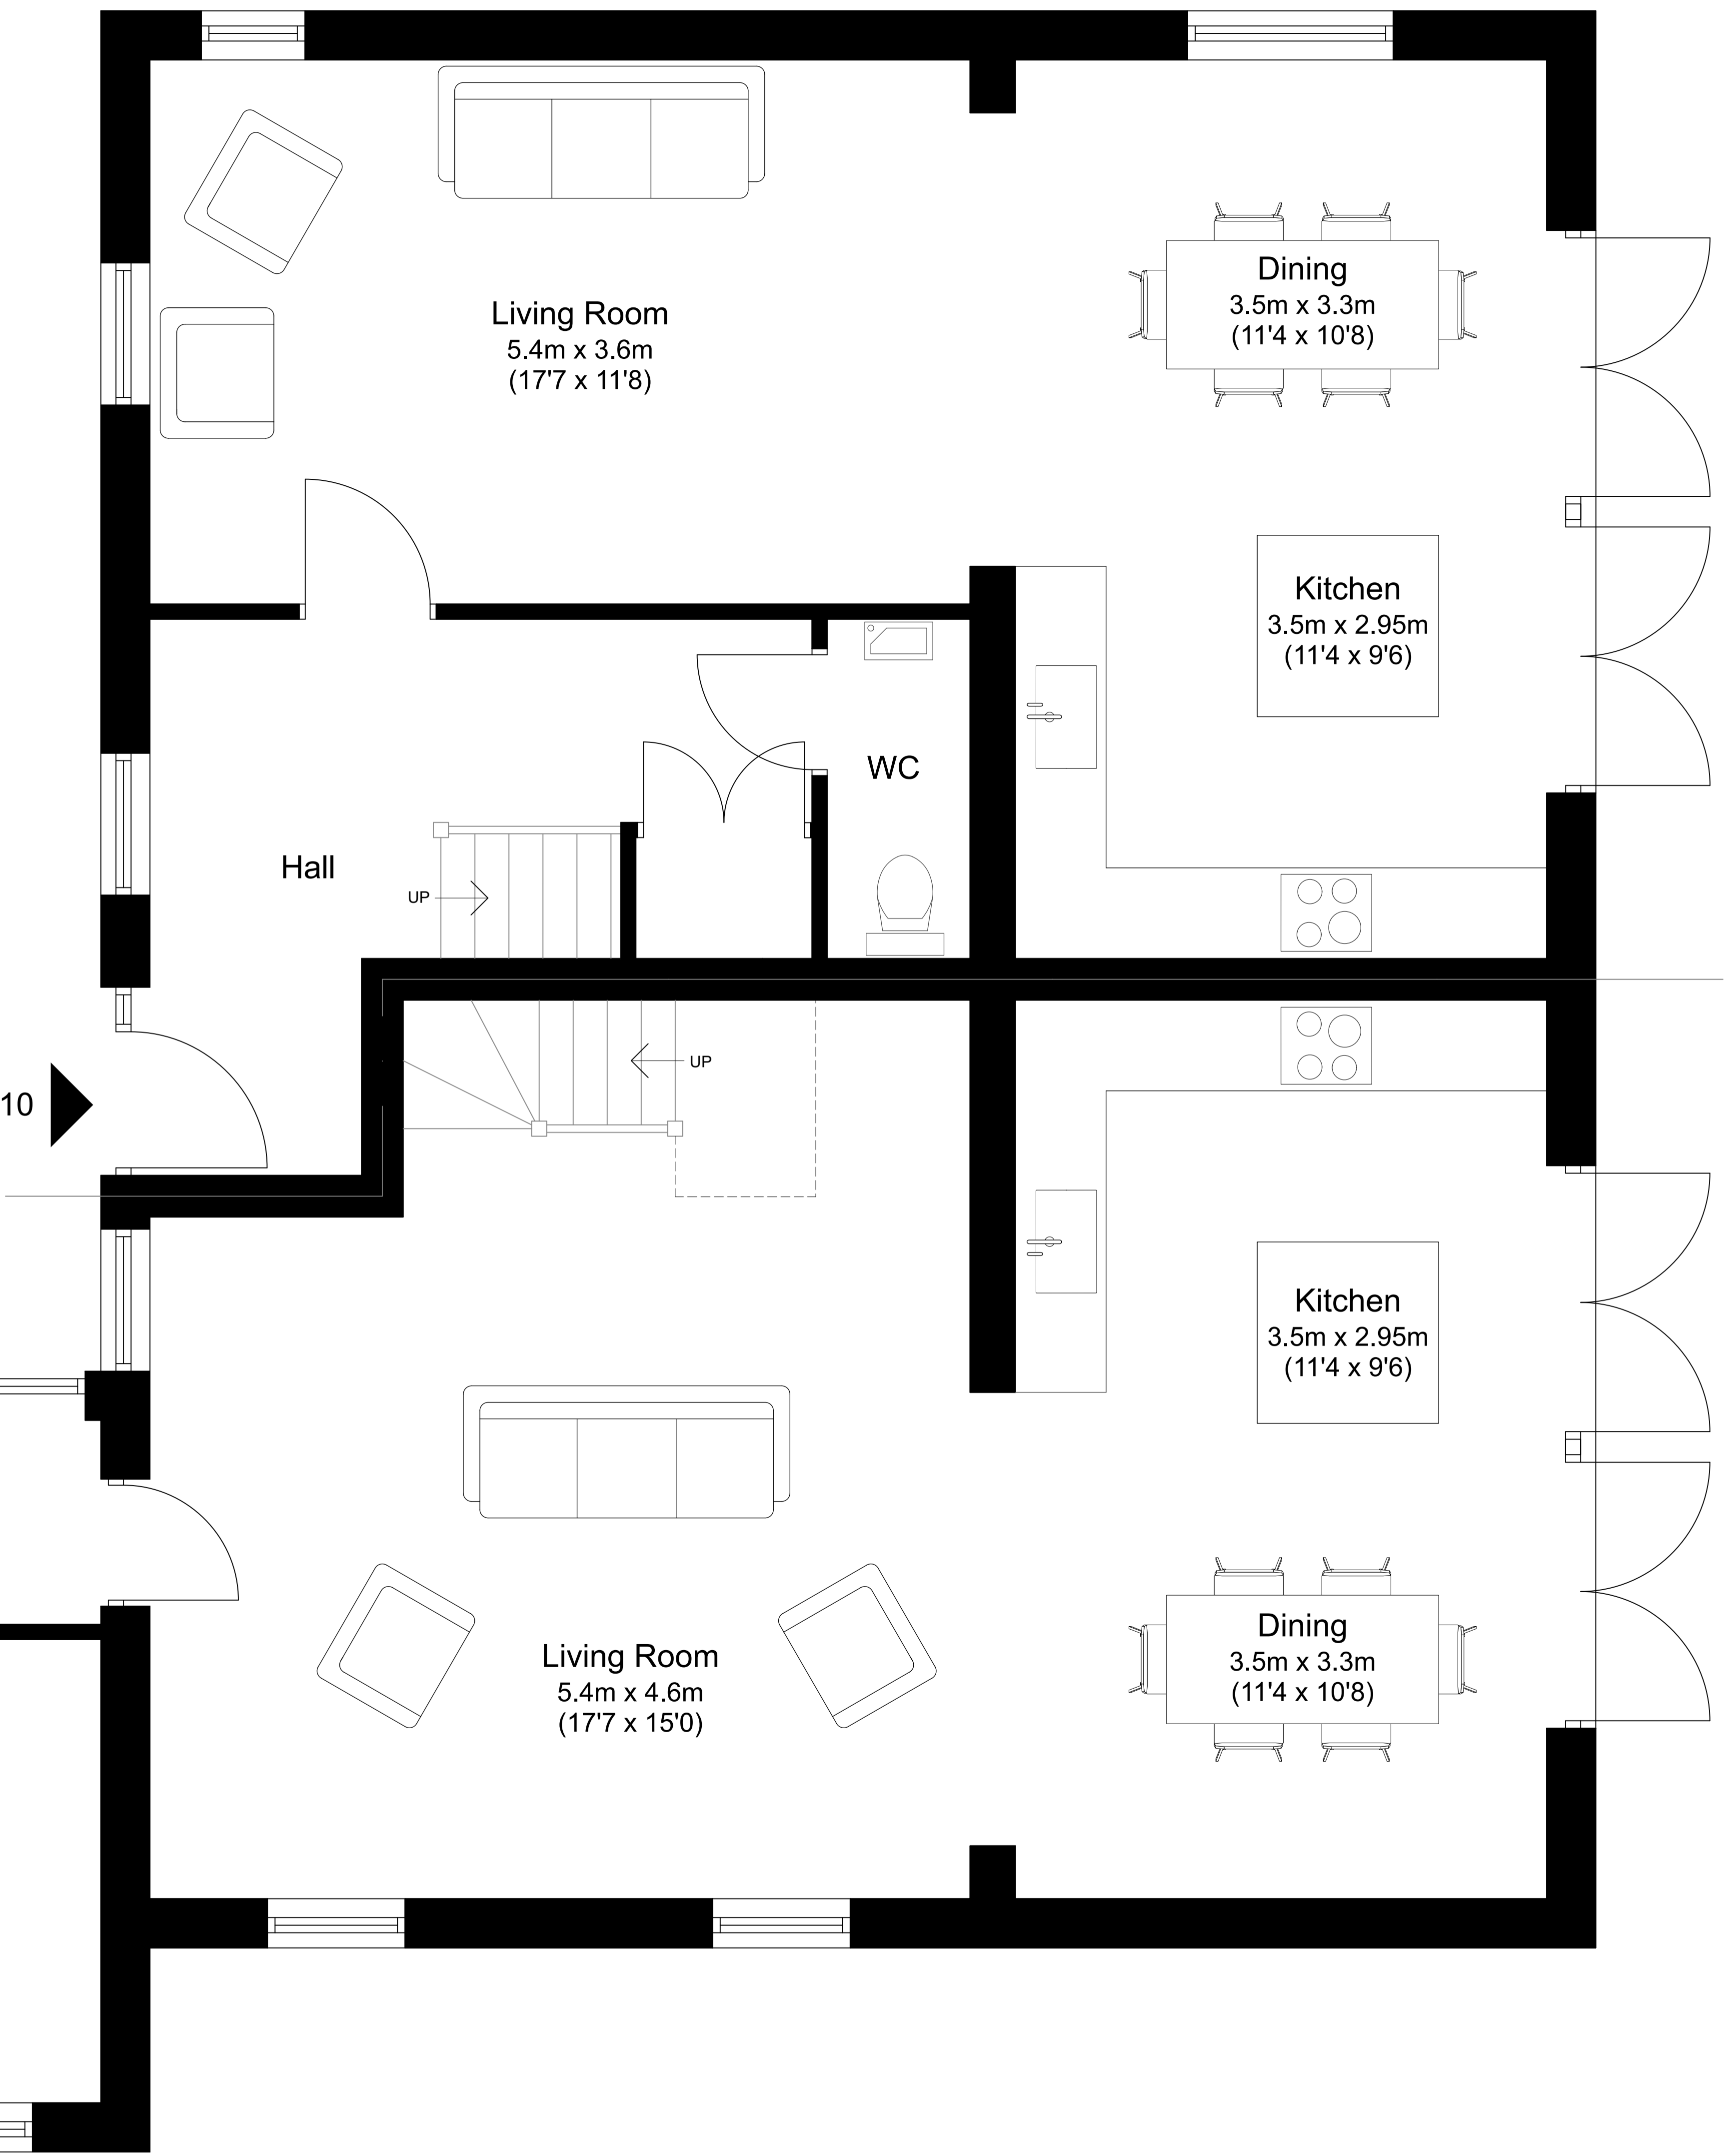 Living Room
5.4m x 3.6m
(17'7 x 11'8)
Dining
3.5m x 3.3m
(11'4 x 10'8)
Kitchen
3.5m x 2.95m
(11'4 x 9'6)
WC
Hall
UP
10
UP
Kitchen
3.5m x 2.95m
(11'4 x 9'6)
Living Room
5.4m x 4.6m
(17'7 x 15'0)
Dining
3.5m x 3.3m
(11'4 x 10'8)